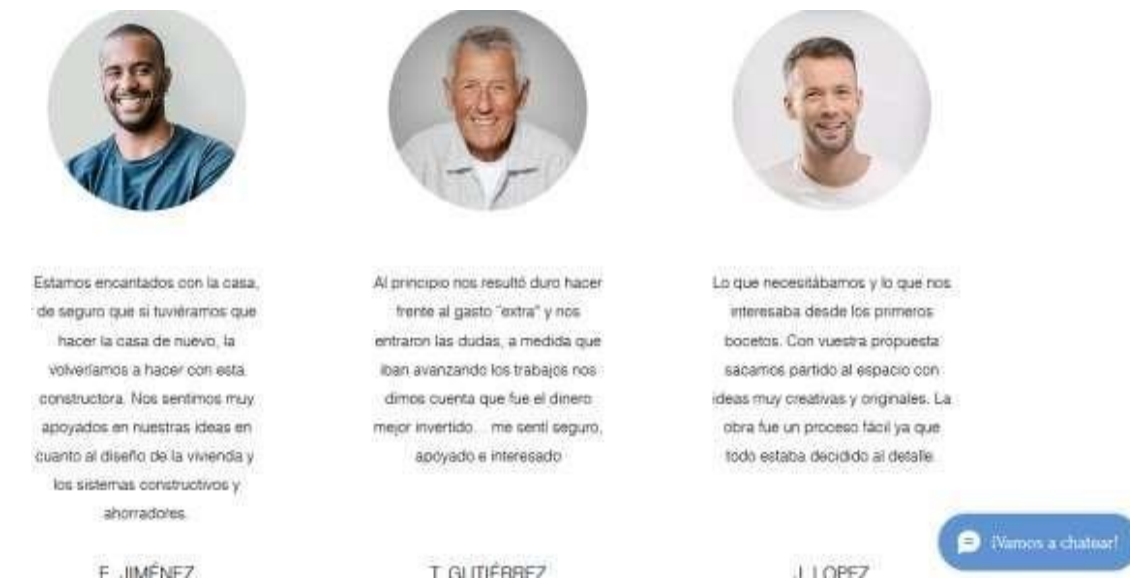 Estamos encantados con la casa,
de seguro que si tuviéramos que
hacer la casa de nuevo, la
volveríamos a hacer con esta
constructora. Nos sentimos muy
apoyados en nuestras ideas en
cuanto al diseño de la vivienda y
los sistemas constructivos y
ahorradores.
E. JIMÉNEZ
Al principio nos resultó duro hacer
frente al gasto "extra" y nos
entraron las dudas, a medida que
iban avanzando los trabajos nos
dimos cuenta que fue el dinero
mejor invertido... me sentí seguro,
apoyado e interesado
T. GUTIÉRREZ
Lo que necesitábamos y lo que nos
interesaba desde los primeros
bocetos. Con vuestra propuesta
sacamos partido al espacio con
ideas muy creativas y originales. La
obra fue un proceso fácil ya que
todo estaba decidido al detalle.
J. LOPEZ
¡Vamos a chatear!